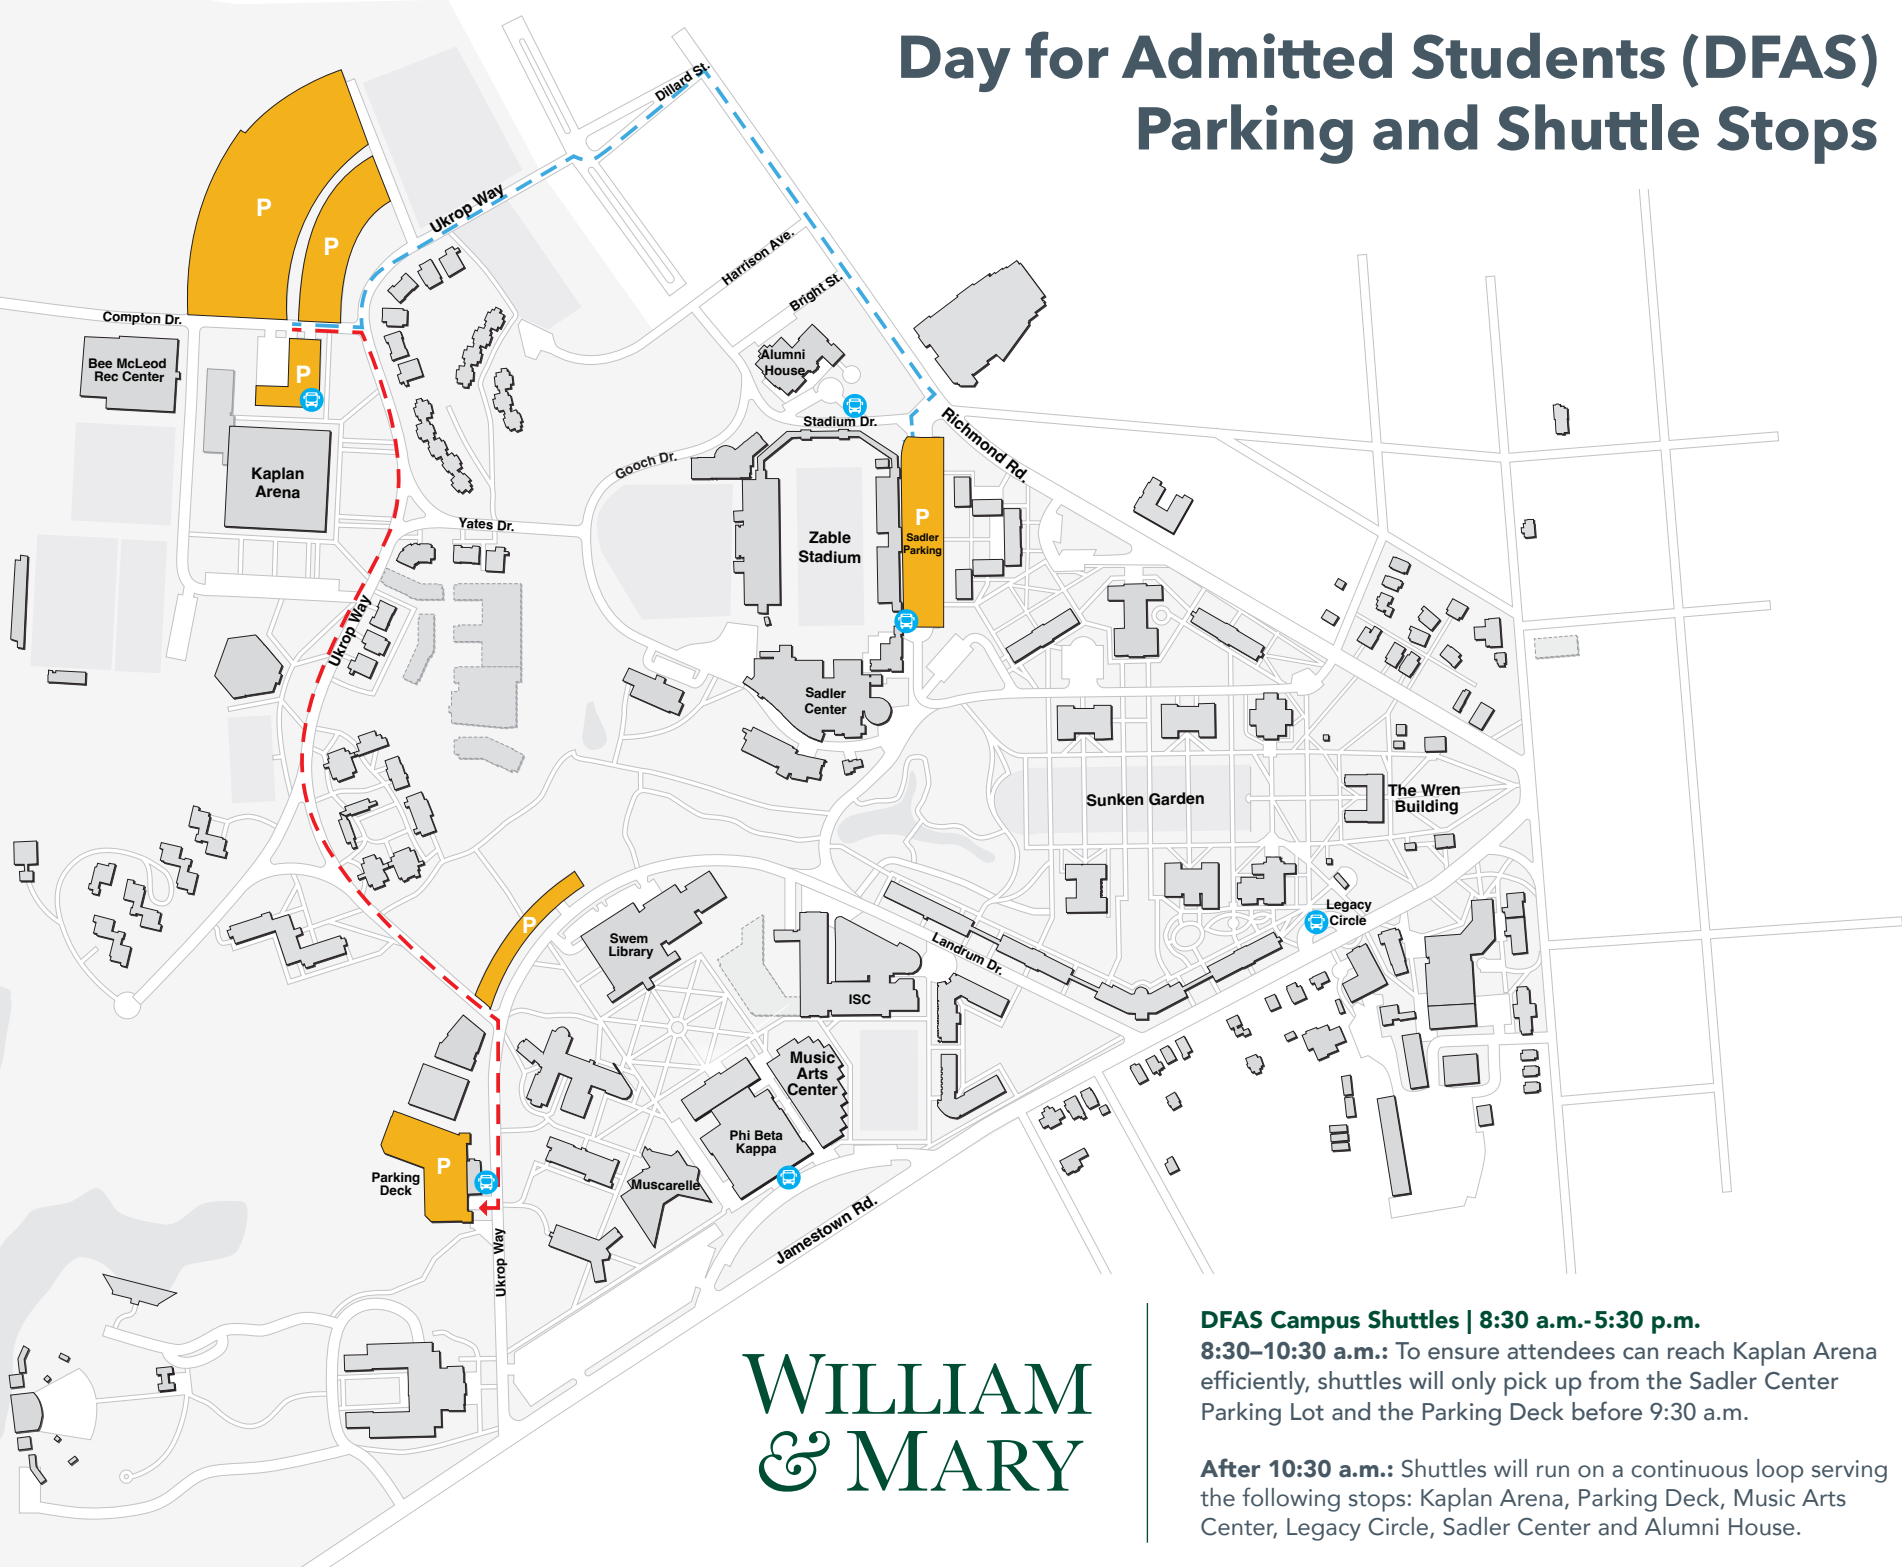 Day for Admitted Students (DFAS)
Parking and Shuttle Stops
Dillard St.
Ukrop Way
P
P
Harrison Ave.
Bright St.
Compton Dr.
Bee McLeod
Rec Center
P
Alumni
House
Stadium Dr.
Richmond Rd.
Gooch Dr.
Kaplan
Arena
Yates Dr.
Zable
Stadium
P
Sadler
Parking
Ukrop Way
Sadler
Center
Sunken Garden
The Wren
Building
Legacy
Circle
P
Swem
Library
Landrum Dr.
ISC
Music
Arts
Center
Phi Beta
Kappa
P
Parking
Deck
Muscarelle
Jamestown Rd.
Ukrop Way
WILLIAM
& MARY
DFAS Campus Shuttles | 8:30 a.m.-5:30 p.m.
8:30–10:30 a.m.: To ensure attendees can reach Kaplan Arena
efficiently, shuttles will only pick up from the Sadler Center
Parking Lot and the Parking Deck before 9:30 a.m.
After 10:30 a.m.: Shuttles will run on a continuous loop serving
the following stops: Kaplan Arena, Parking Deck, Music Arts
Center, Legacy Circle, Sadler Center and Alumni House.